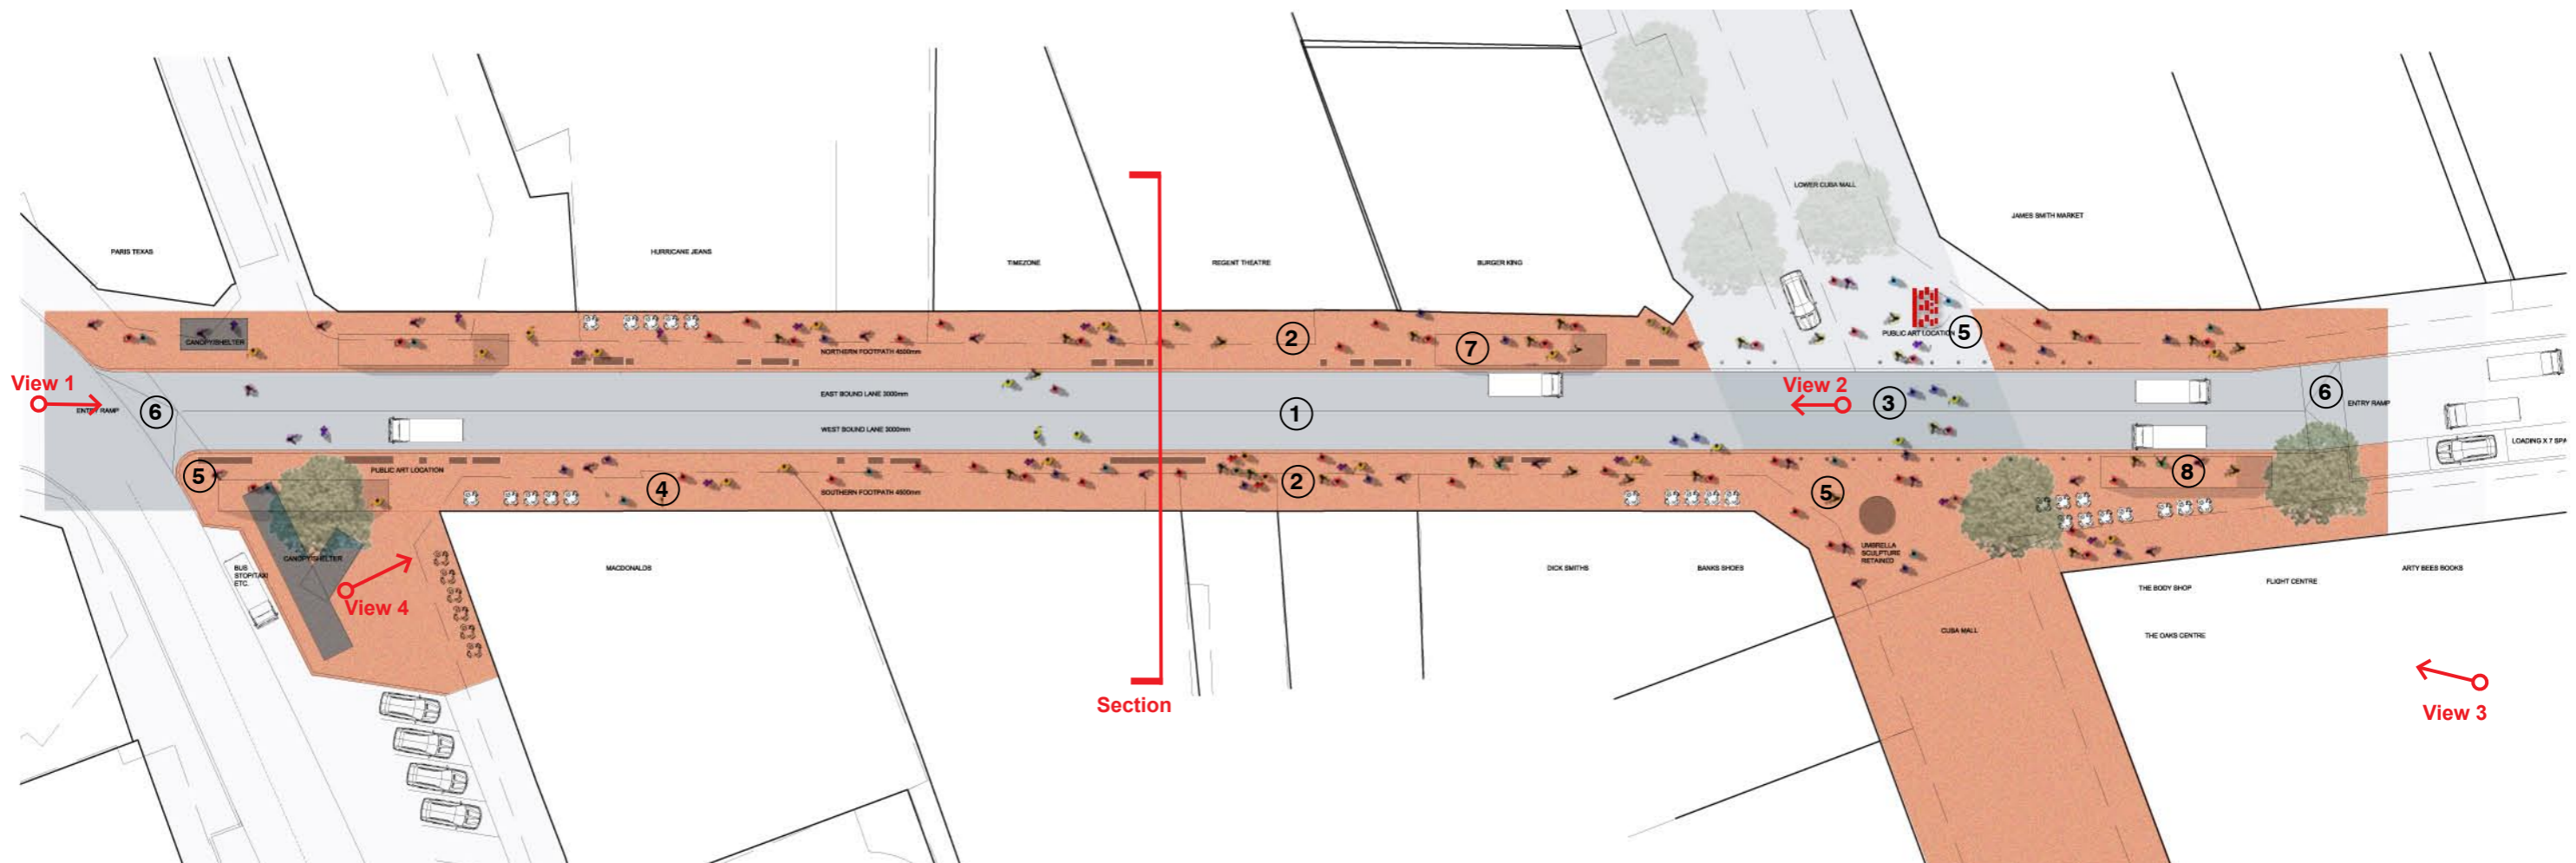 LOWER CUBA MALL
JAMES SMITH MARKET
PARIS TEXAS
HURRICANE JEANS
TIMEZONE
REGENT THEATRE
BURGER KING
CANOPY/SHELTER
NORTHERN FOOTPATH 4500mm
2
7
PUBLIC ART LOCATION
5
View 1
ENTRY RAMP
6
EAST BOUND LANE 3000mm
1
View 2
3
6
ENTRY RAMP
WEST BOUND LANE 3000mm
LOADING X 7 SPA
5
PUBLIC ART LOCATION
4
SOUTHERN FOOTPATH 4500mm
2
5
8
UMBRELLA
SCULPTURE
RETAINED
CANOPY/SHELTER
BUS
STOP/TAXI
ETC.
View 4
MACDONALDS
DICK SMITHS
BANKS SHOES
THE BODY SHOP
FLIGHT CENTRE
ARTY BEES BOOKS
CUBA MALL
THE OAKS CENTRE
Section
View 3